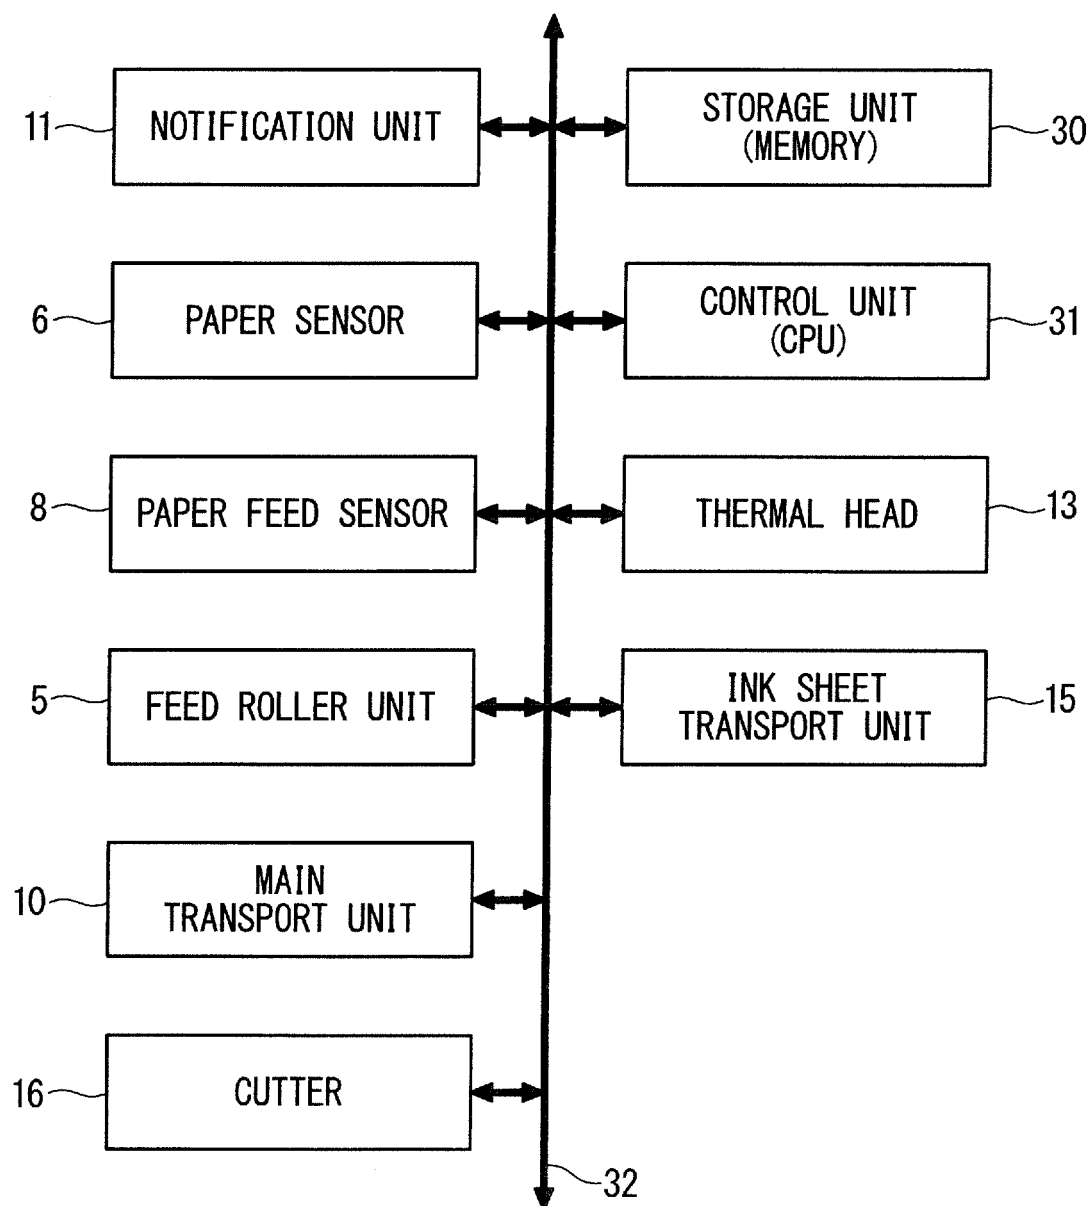 11
NOTIFICATION UNIT
STORAGE UNIT
(MEMORY)
30
6
PAPER SENSOR
CONTROL UNIT
(CPU)
31
8
PAPER FEED SENSOR
THERMAL HEAD
13
5
FEED ROLLER UNIT
INK SHEET
TRANSPORT UNIT
15
10
MAIN
TRANSPORT UNIT
16
CUTTER
32